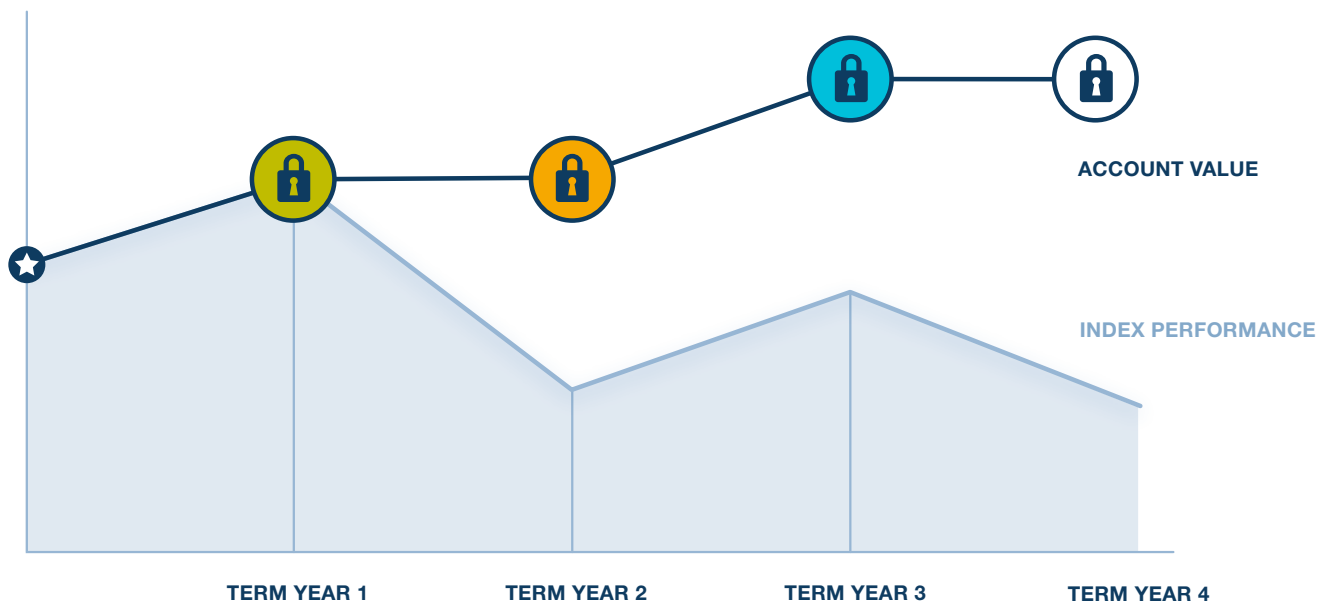 ACCOUNT VALUE
INDEX PERFORMANCE
TERM YEAR 1
TERM YEAR 2
TERM YEAR 3
TERM YEAR 4